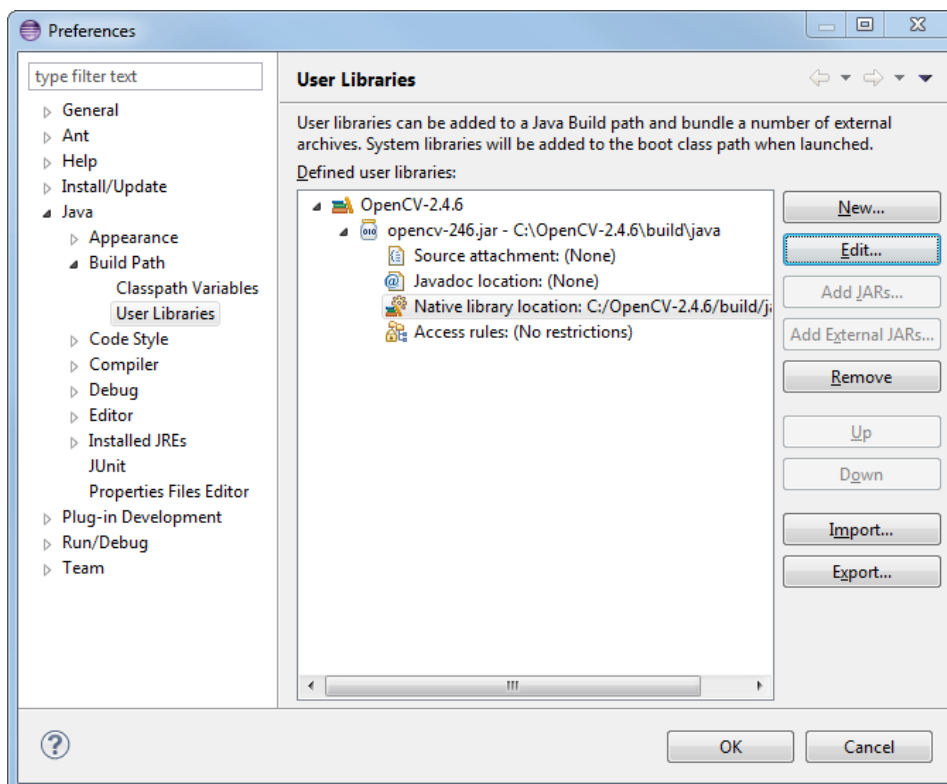 Preferences
type filter text
General
Ant
Help
Install/Update
Java
Appearance
Build Path
Classpath Variables
User Libraries
Code Style
Compiler
Debug
Editor
Installed JREs
JUnit
Properties Files Editor
Plug-in Development
Run/Debug
Team
User Libraries
User libraries can be added to a Java Build path and bundle a number of external
archives. System libraries will be added to the boot class path when launched.
Defined user libraries:
OpenCV-2.4.6
opencv-246.jar - C:\OpenCV-2.4.6\build\java
Source attachment: (None)
Javadoc location: (None)
Native library location: C:/OpenCV-2.4.6/build/j
Access rules: (No restrictions)
New...
Edit...
Add JARs...
Add External JARs...
Remove
Up
Down
Import...
Export...
OK
Cancel